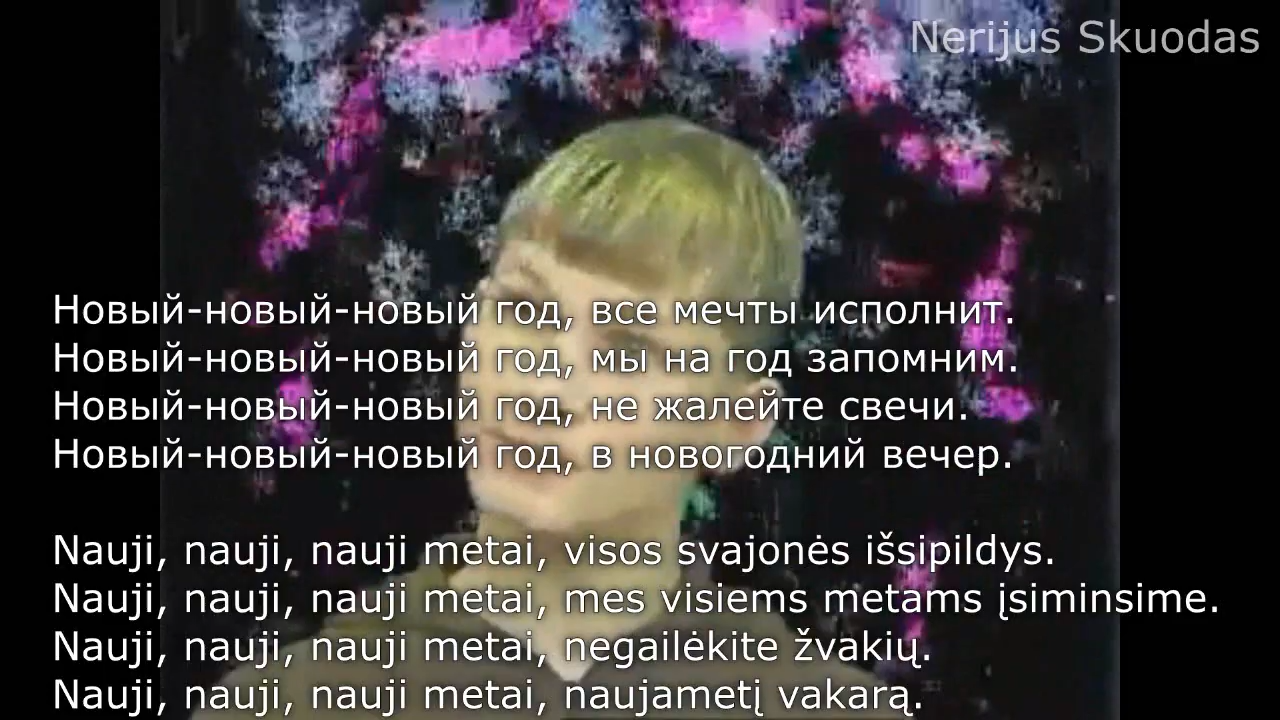 Nerijus Skuodas
Новый-новый-новый год, все мечты исполнит.
Новый-новый-новый год, мы на год запомним.
Новый-новый-новый год, не жалейте свечи.
Новый-новый-новый год, в новогодний вечер.
Nauji, nauji, nauji metai, visos svajonės išsipildys.
Nauji, nauji, nauji metai, mes visiems metams įsiminsime.
Nauji, nauji, nauji metai, negailėkite žvakių.
Nauji, nauji, nauji metai, naujametį vakarą.